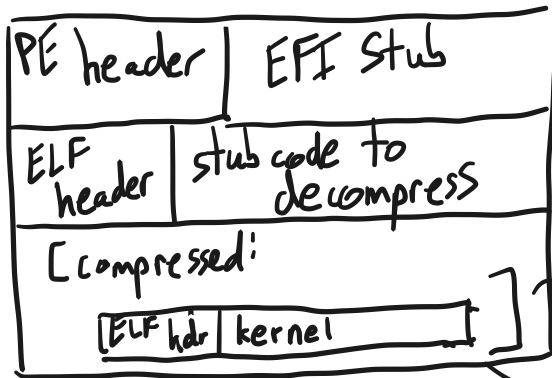 PE header EFI stub
ELF header stub code to decompress
[compressed:
ELF hdr kernel ]